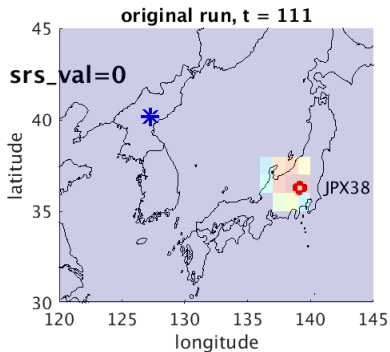 original run, t = 111
45
srs_val=0
40
latitude
JPX38
35
30
120
125
130
135
140
145
longitude